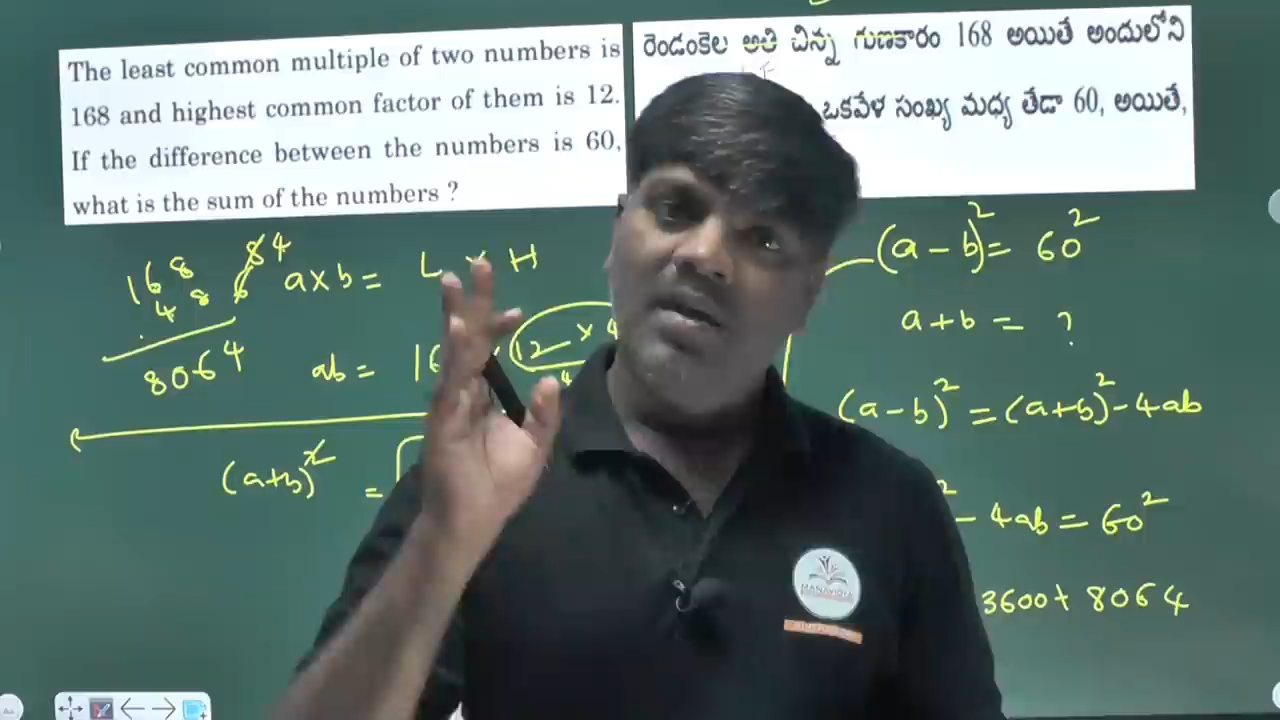 The least common multiple of two numbers is
168 and highest common factor of them is 12.
If the difference between the numbers is 60,
what is the sum of the numbers ?
రెండంకెల అతి చిన్న గుణకారం 168 అయితే అందులోని
ఒకవేళ సంఖ్య మధ్య తేడా 60, అయితే,
168
48
8064
84
a×b = L × H
ab = 16 12 × 4
(a+b)² =
(a-b)² = 60²
a+b = ?
(a-b)² = (a+b)² - 4ab
² - 4ab = 60²
3600 + 8064
MANAVIDYA